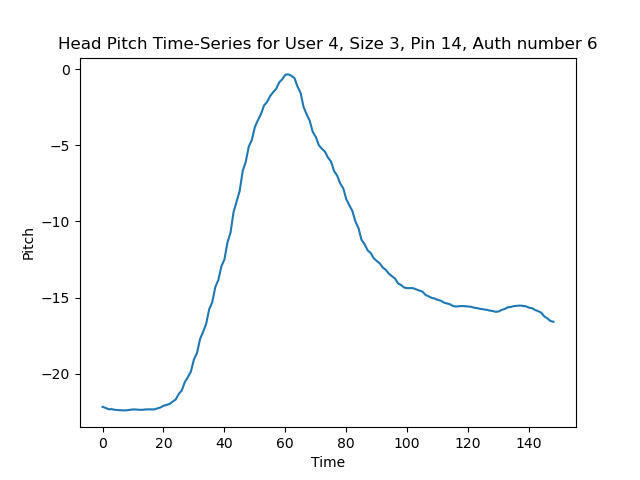 Head Pitch Time-Series for User 4, Size 3, Pin 14, Auth number 6
0
−5
−10
−15
−20
Pitch
0 20 40 60 80 100 120 140
Time